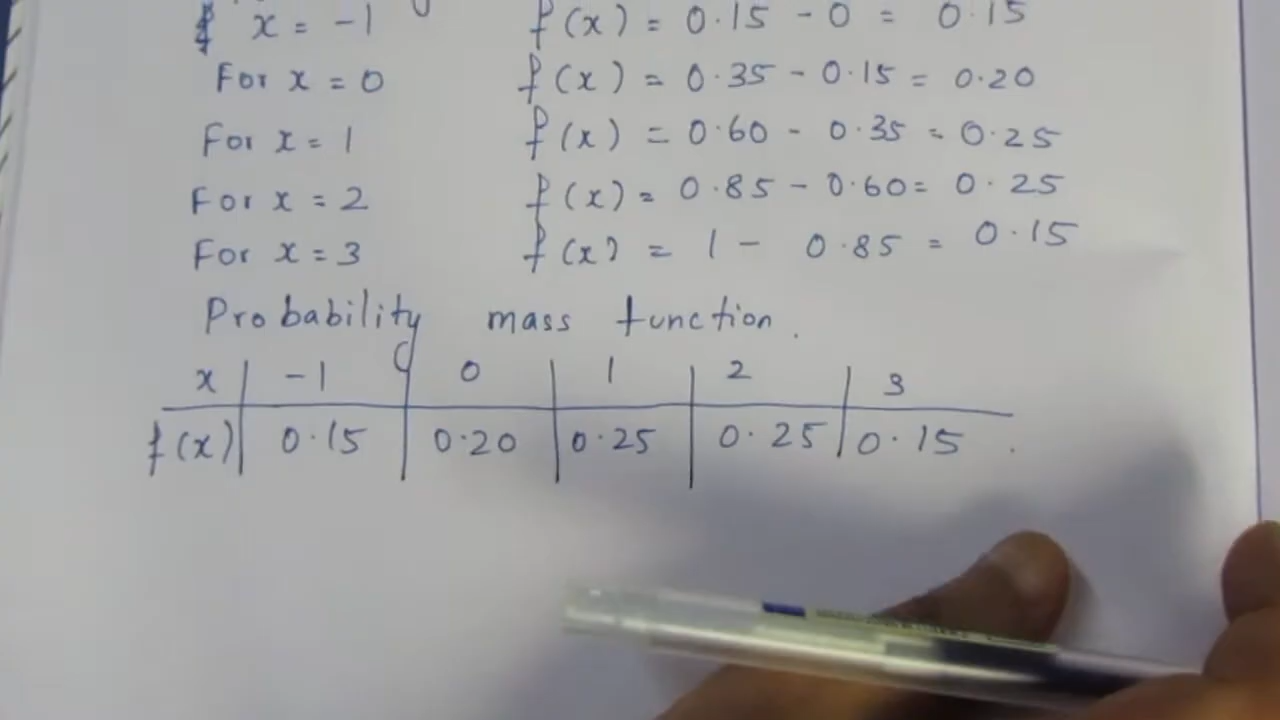 x = -1 f(x) = 0.15 - 0 = 0.15
For x = 0 f(x) = 0.35 - 0.15 = 0.20
For x = 1 f(x) = 0.60 - 0.35 = 0.25
For x = 2 f(x) = 0.85 - 0.60 = 0.25
For x = 3 f(x) = 1 - 0.85 = 0.15
Probability mass function.
x -1 0 1 2 3
f(x) 0.15 0.20 0.25 0.25 0.15 .